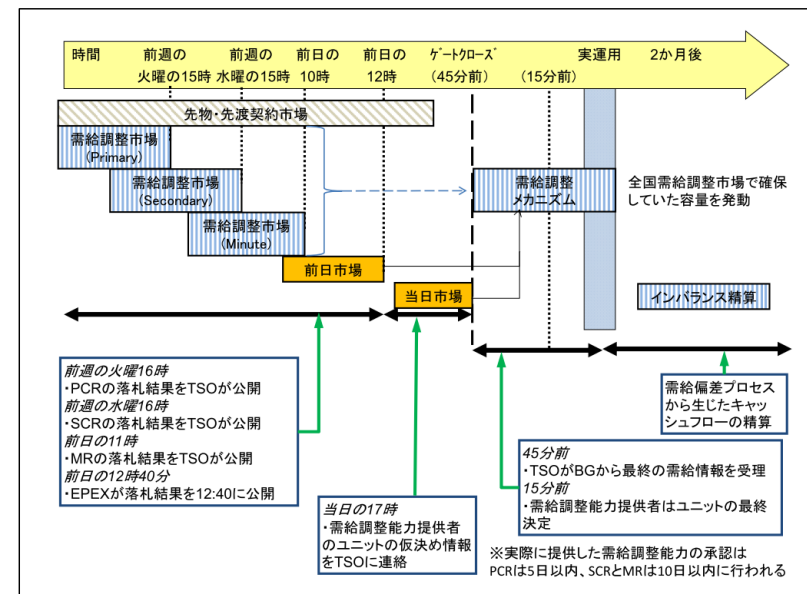 時間
前週の
火曜の15時
前週の
水曜の15時
前日の
10時
前日の
12時
ｹﾞｰﾄｸﾛｰｽﾞ
(45分前)
(15分前)
実運用
2か月後
先物・先渡契約市場
需給調整市場
(Primary)
需給調整市場
(Secondary)
需給調整市場
(Minute)
前日市場
当日市場
需給調整
メカニズム
全国需給調整市場で確保
していた容量を発動
インバランス精算
前週の火曜16時
・PCRの落札結果をTSOが公開
前週の水曜16時
・SCRの落札結果をTSOが公開
前日の11時
・MRの落札結果をTSOが公開
前日の12時40分
・EPEXが落札結果を12:40に公開
当日の17時
・需給調整能力提供者
のユニットの仮決め情報
をTSOに連絡
45分前
・TSOがBGから最終の需給情報を受理
15分前
・需給調整能力提供者はユニットの最終
決定
需給偏差プロセス
から生じたキャッ
シュフローの精算
※実際に提供した需給調整能力の承認は
PCRは5日以内、SCRとMRは10日以内に行われる